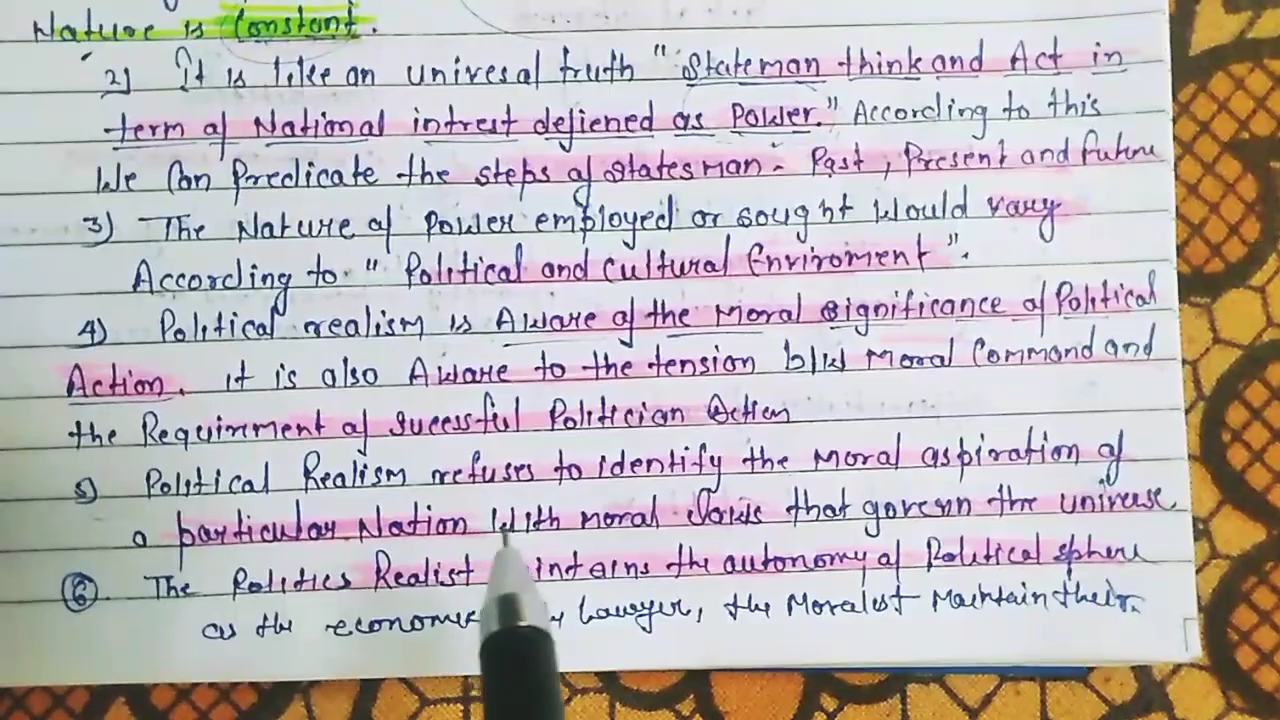 Nature is Constant.
2) It is like an univesal truth "Stateman think and Act in
term of National intrest defiened as Power." According to this
We Can Predicate the steps of statesman - Past, Present and future
3) The Nature of Power employed or sought would vary
According to "Political and Cultural Enviroment".
4) Political realism is Aware of the Moral significance of Political
Action. it is also Aware to the tension b/w Moral Command and
the Requirment of sucessful Politician Action
5) Political Realism refuses to identify the Moral aspiration of
a particular Nation with moral laws that govern the universe
6. The Politics Realist the autonomy of Political sphere
as the lawyer, the Moralist Maintain their